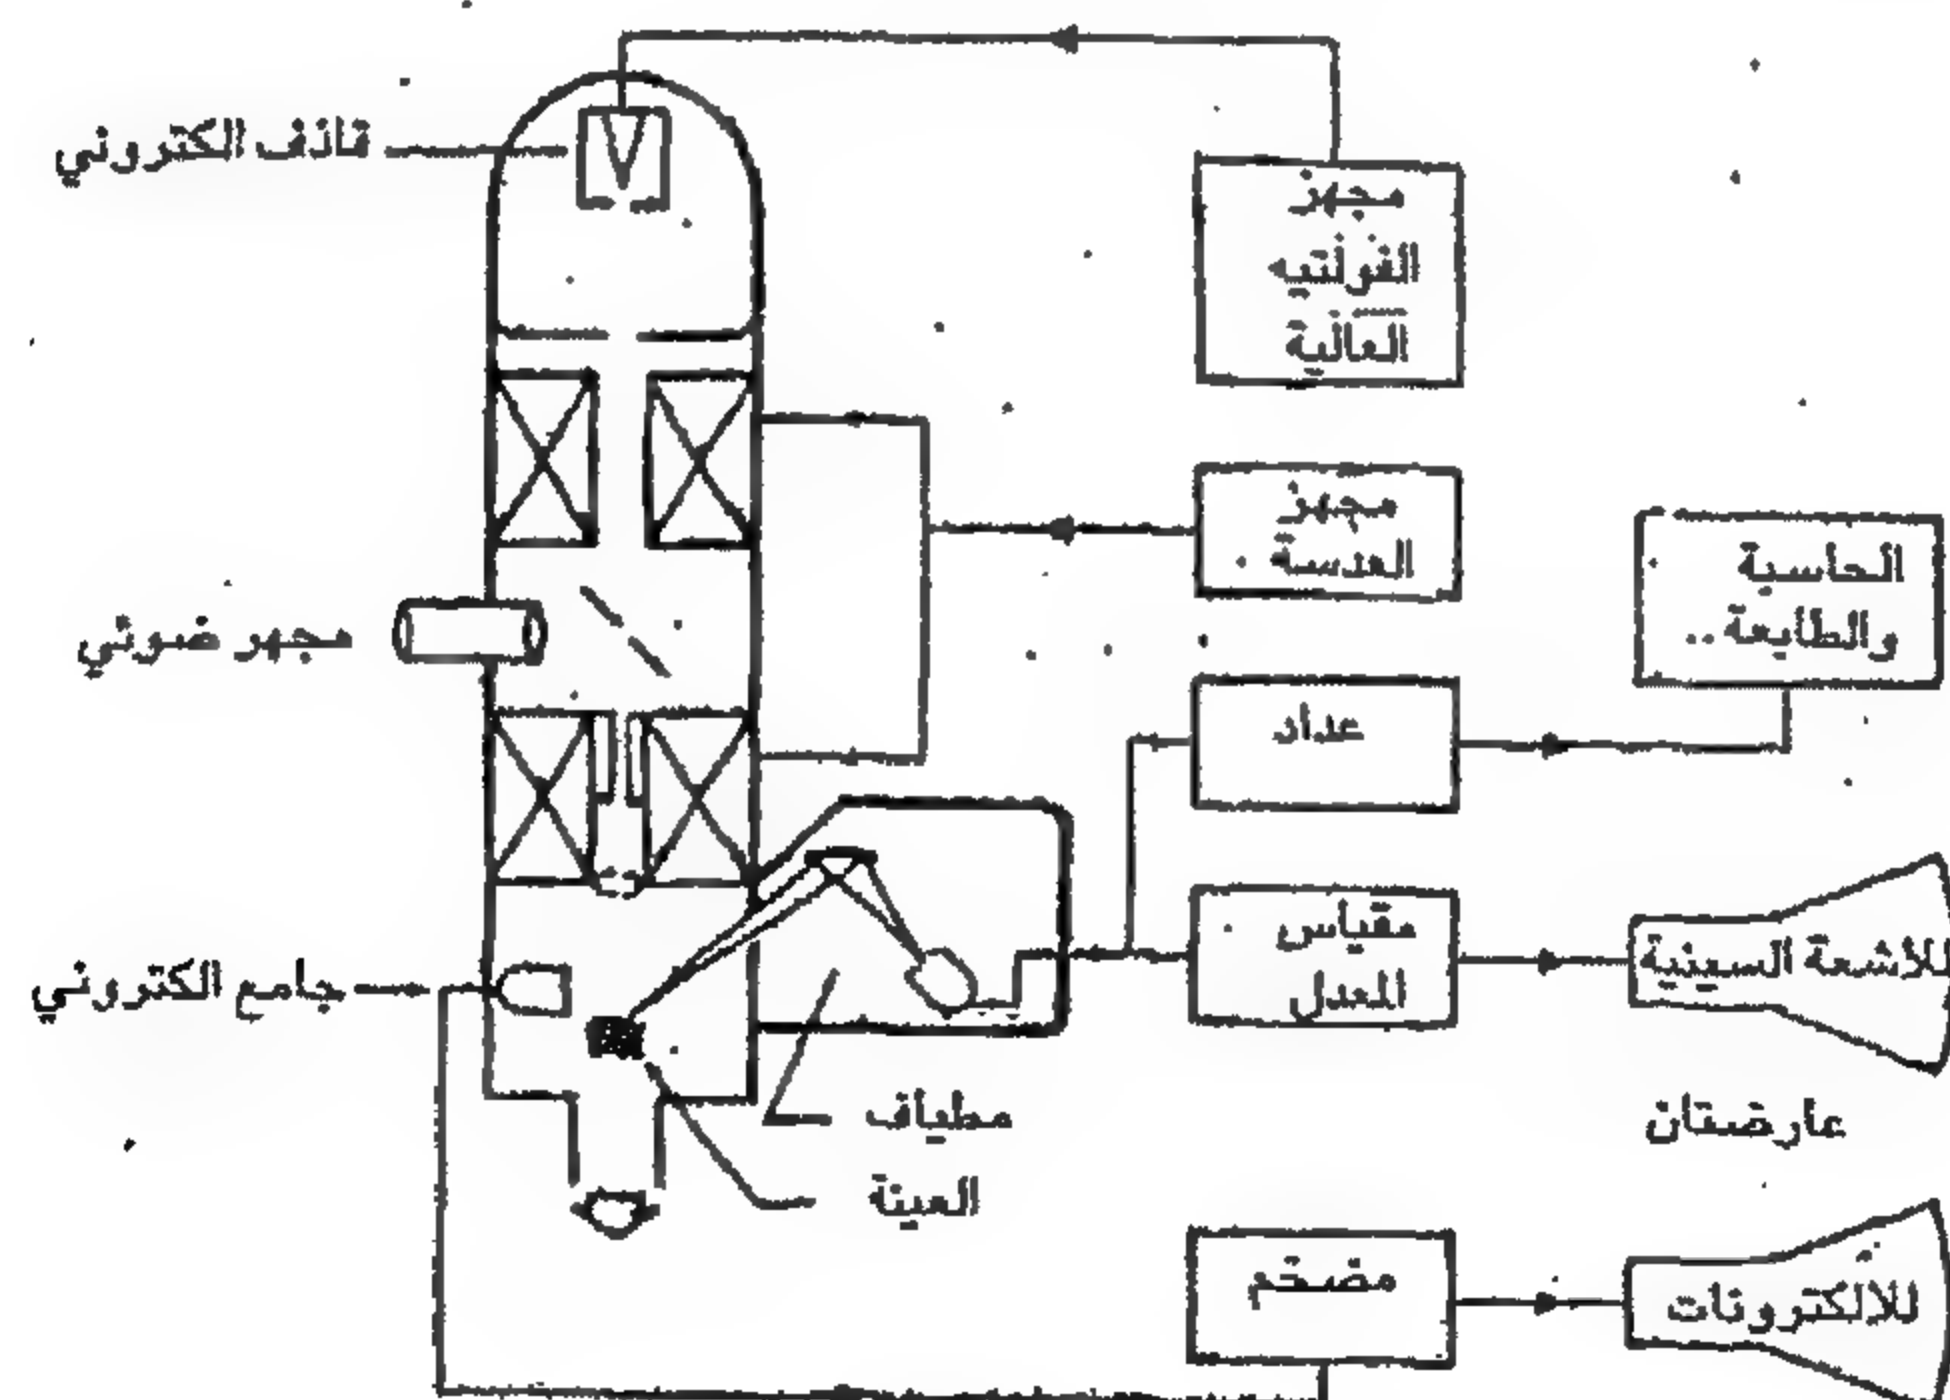 قاذف الكتروني
مجهز
الفولتيه
العالية
مجهز
العدسة
الحاسبة
والطابعة..
مجهر ضوئي
عداد
مقياس
المعدل
للأشعة السينية
جامع الكتروني
مطياف
عارضتان
العينة
مضخم
للالكترونات